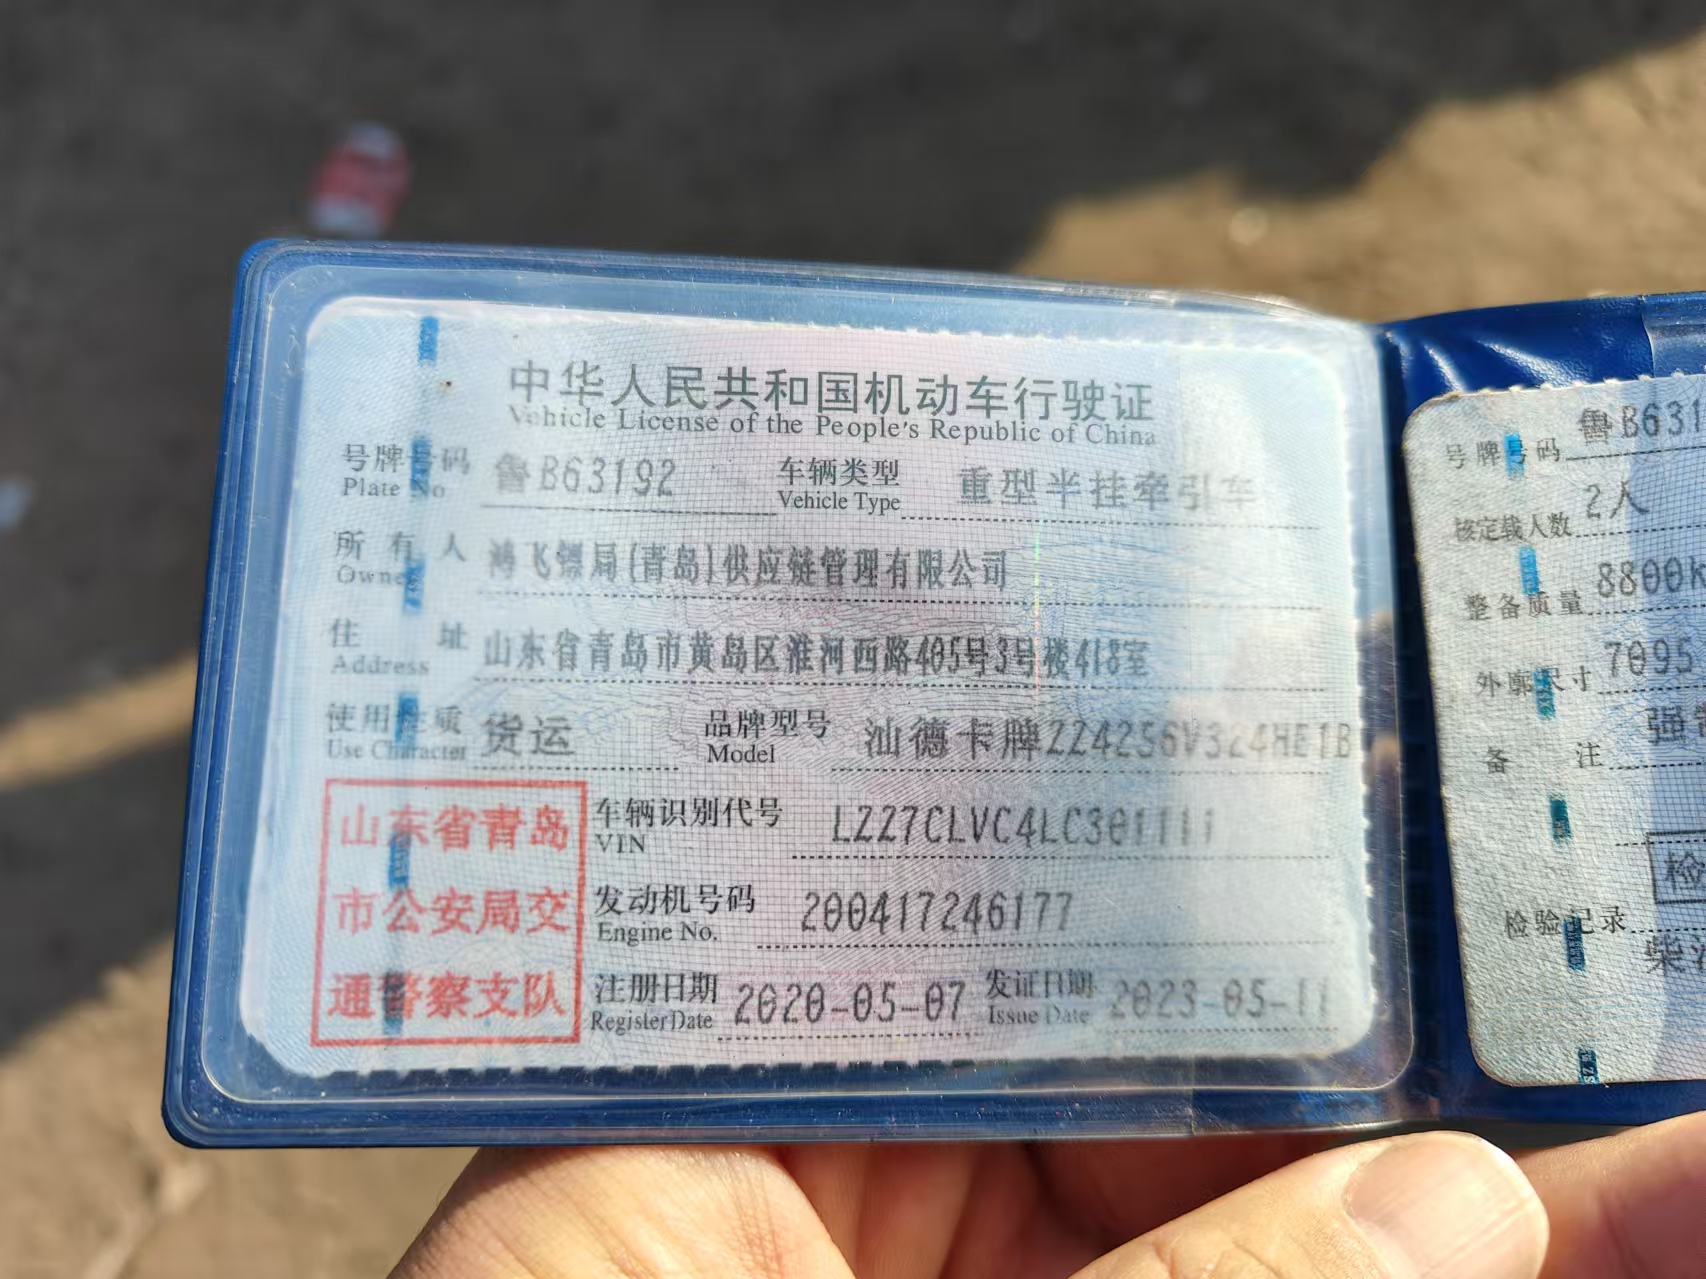 中华人民共和国机动车行驶证
Vehicle License of the People's Republic of China
号牌号码 鲁B63192 车辆类型 重型半挂牵引车
Plate No Vehicle Type
所有人 鸿飞镖局(青岛)供应链管理有限公司
Owner
住址 山东省青岛市黄岛区淮河西路405号3号楼418室
Address
使用性质 货运 品牌型号 汕德卡牌ZZ4256V324HE1B
Use Character Model
车辆识别代号 LZZ7CLVC4LC301111
VIN
发动机号码 200417246177
Engine No.
注册日期 2020-05-07 发证日期 2023-05-11
RegisterDate Issue Date
山东省青岛
市公安局交
通警察支队
号牌号码 鲁B631
核定载人数 2人
整备质量 8800K
外廓尺寸 7095
备注 强
检
检验记录
柴